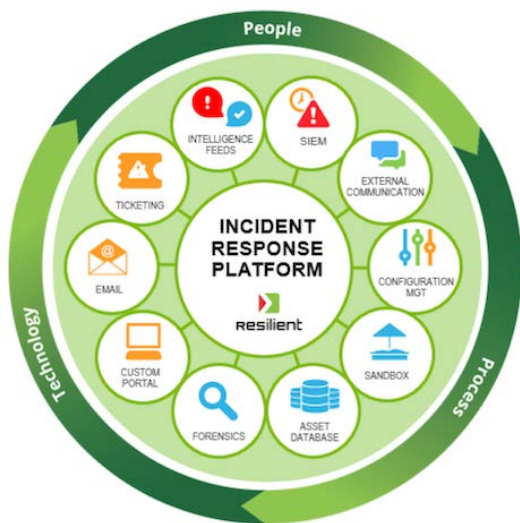 People
INTELLIGENCE
FEEDS
SIEM
TICKETING
EXTERNAL
COMMUNICATION
INCIDENT
RESPONSE
PLATFORM
resilient
EMAIL
@
CONFIGURATION
MGT
CUSTOM
PORTAL
SANDBOX
FORENSICS
ASSET
DATABASE
Technology
Process